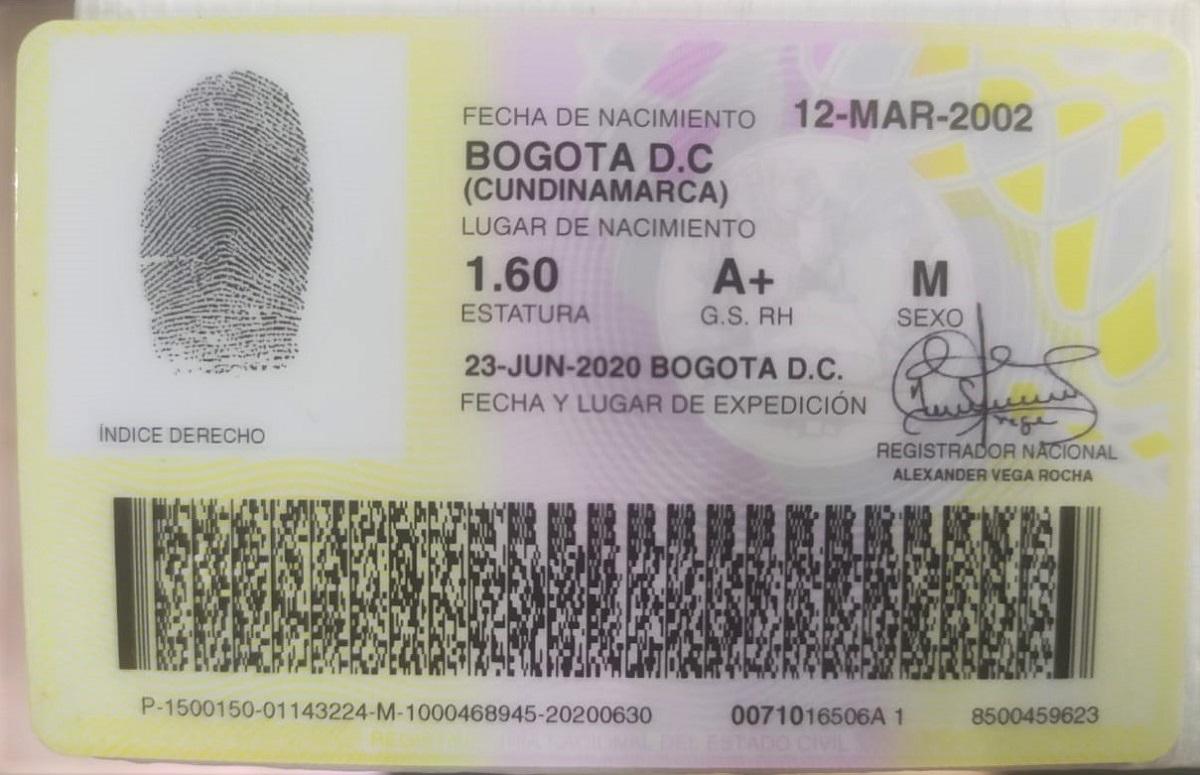 FECHA DE NACIMIENTO 12-MAR-2002
BOGOTA D.C
(CUNDINAMARCA)
LUGAR DE NACIMIENTO
1.60 A+ M
ESTATURA G.S. RH SEXO
23-JUN-2020 BOGOTA D.C.
FECHA Y LUGAR DE EXPEDICIÓN
ÍNDICE DERECHO
REGISTRADOR NACIONAL
ALEXANDER VEGA ROCHA
P-1500150-01143224-M-1000468945-20200630 0071016506A 1 8500459623